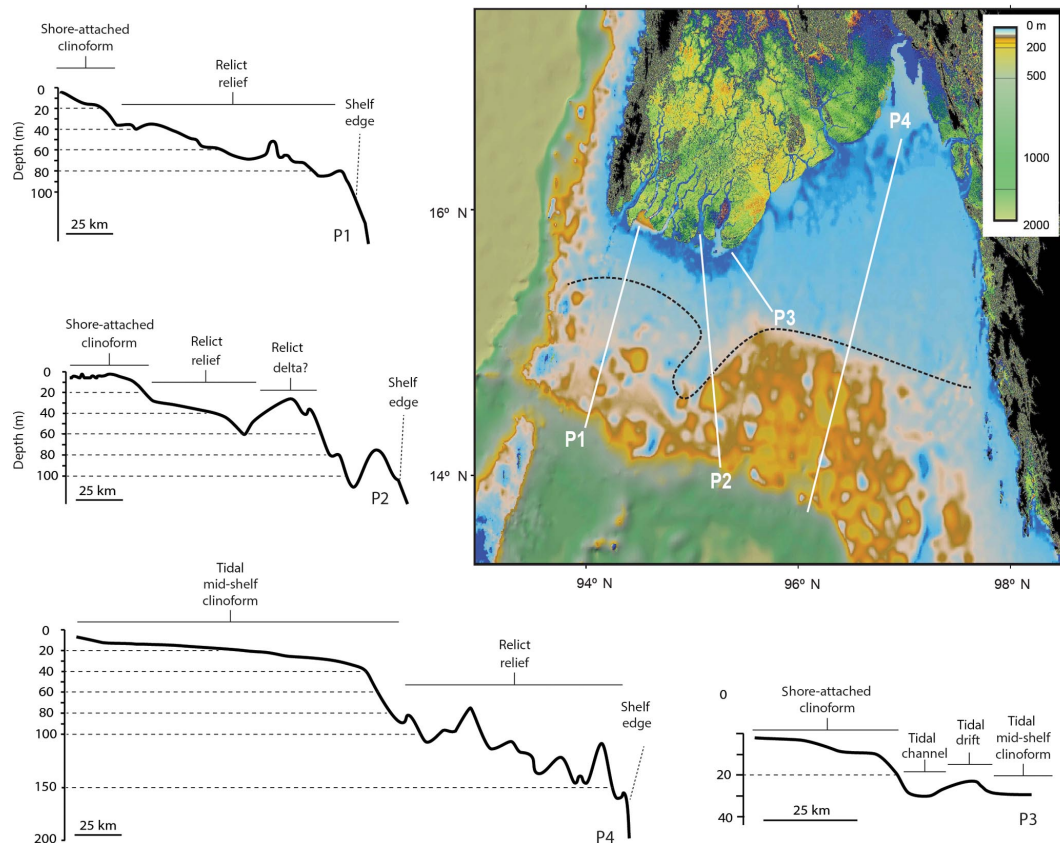 Shore-attached
clinoform
Relict
relief
Shelf
edge
0
20
40
60
80
100
Depth (m)
25 km
P1
Shore-attached
clinoform
Relict
relief
Relict
delta?
Shelf
edge
0
20
40
60
80
100
Depth (m)
25 km
P2
0 m
200
500
1000
2000
P4
P3
P1
P2
16° N
14° N
94° N
96° N
98° N
Tidal
mid-shelf
clinoform
Relict
relief
Shelf
edge
0
20
40
60
80
100
150
200
25 km
P4
0
Shore-attached
clinoform
Tidal
channel
Tidal
drift
Tidal
mid-shelf
clinoform
20
40
25 km
P3